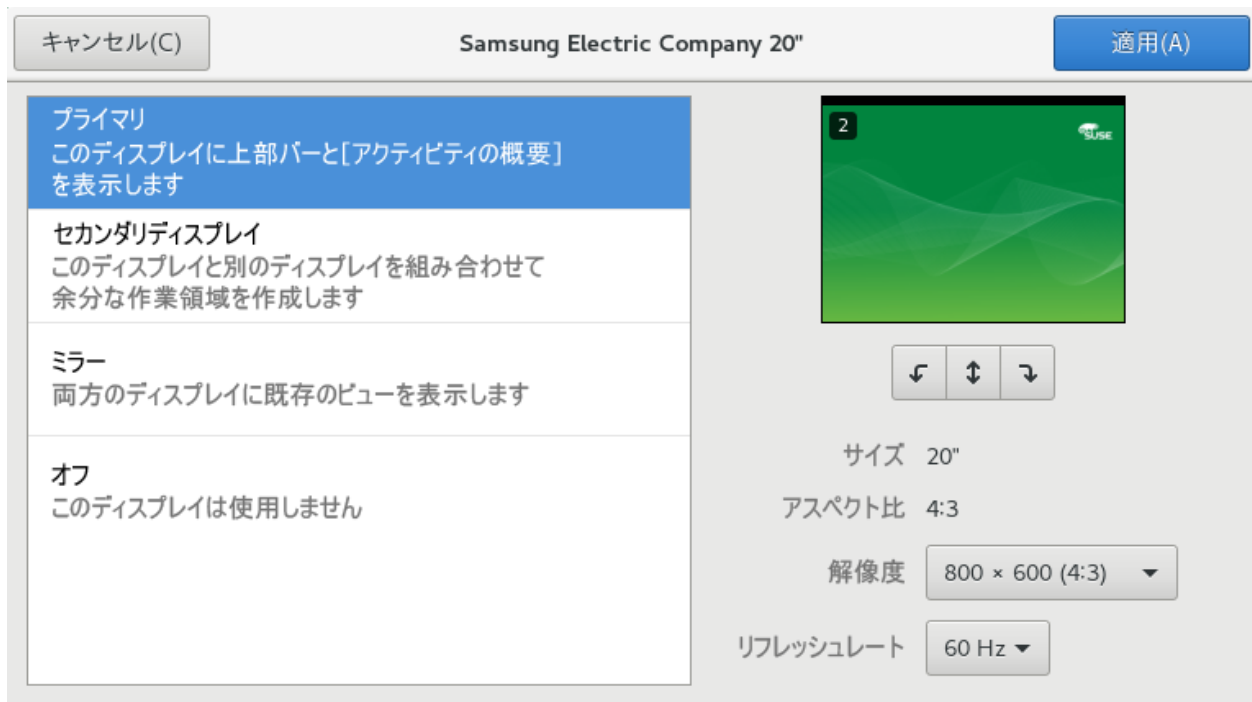 キャンセル(C)
Samsung Electric Company 20"
適用(A)
プライマリ
このディスプレイに上部バーと[アクティビティの概要]
を表示します
セカンダリディスプレイ
このディスプレイと別のディスプレイを組み合わせて
余分な作業領域を作成します
ミラー
両方のディスプレイに既存のビューを表示します
オフ
このディスプレイは使用しません
2
SUSE
サイズ 20"
アスペクト比 4:3
解像度 800 × 600 (4:3)
リフレッシュレート 60 Hz